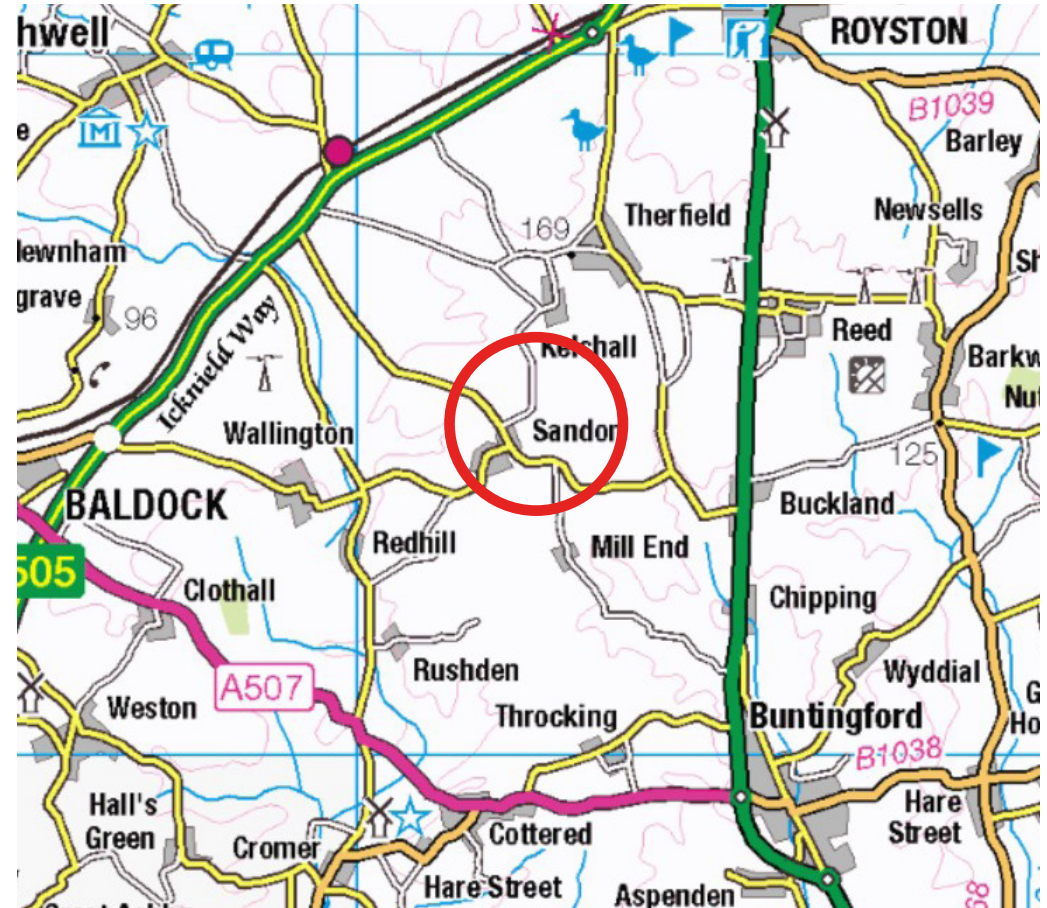 hwell
ROYSTON
B1039
Barley
Therfield
Newsells
169
96
Icknield Way
Kelshall
Reed
Wallington
Sandon
125
BALDOCK
Buckland
Redhill
Mill End
505
Clothall
Chipping
Rushden
Wyddial
A507
Weston
Throcking
Buntingford
B1038
Hall's
Green
Cromer
Cottered
Hare
Street
Hare Street
Aspenden